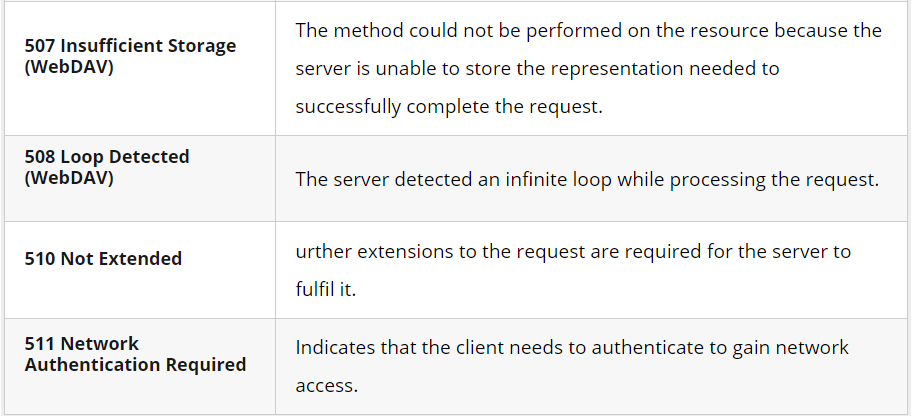 507 Insufficient Storage
(WebDAV)
The method could not be performed on the resource because the
server is unable to store the representation needed to
successfully complete the request.
508 Loop Detected
(WebDAV)
The server detected an infinite loop while processing the request.
510 Not Extended
urther extensions to the request are required for the server to
fulfil it.
511 Network
Authentication Required
Indicates that the client needs to authenticate to gain network
access.